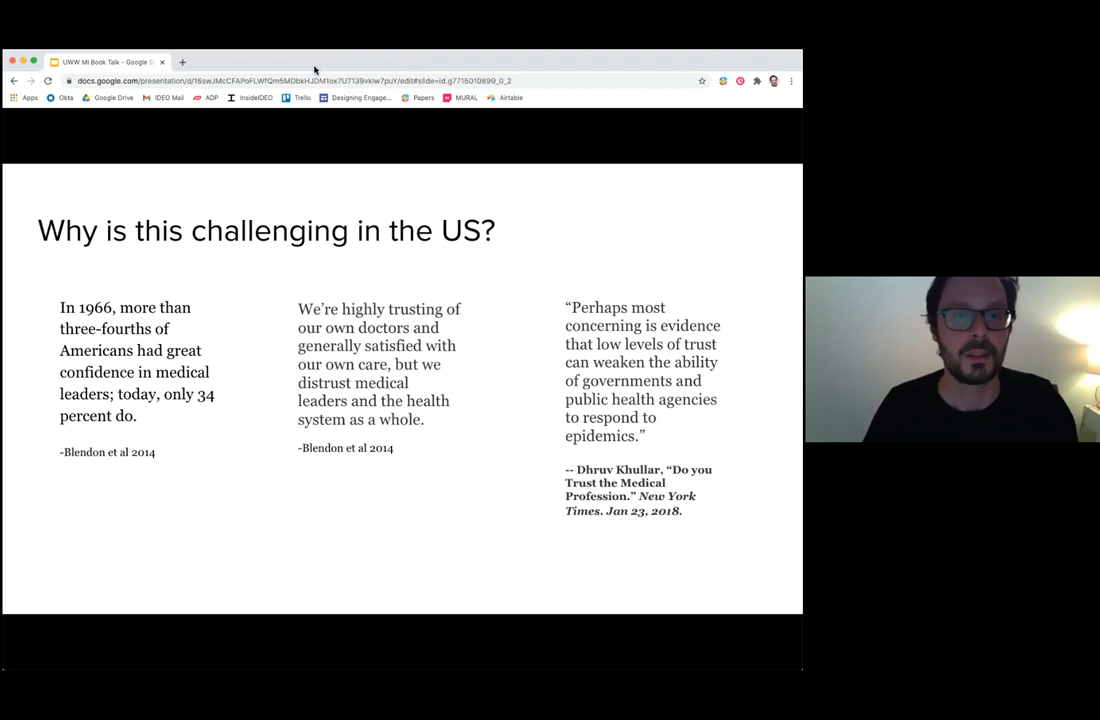 UWW MI Book Talk - Google S
docs.google.com/presentation/d/
/edit#slide=id.g7715010899_0_2
Apps Okta Google Drive IDEO Mail ADP InsideIDEO Trello Designing Engage... Papers MURAL Airtable
Why is this challenging in the US?
In 1966, more than
three-fourths of
Americans had great
confidence in medical
leaders; today, only 34
percent do.
-Blendon et al 2014
We’re highly trusting of
our own doctors and
generally satisfied with
our own care, but we
distrust medical
leaders and the health
system as a whole.
-Blendon et al 2014
“Perhaps most
concerning is evidence
that low levels of trust
can weaken the ability
of governments and
public health agencies
to respond to
epidemics.”
-- Dhruv Khullar, “Do you
Trust the Medical
Profession.” New York
Times. Jan 23, 2018.